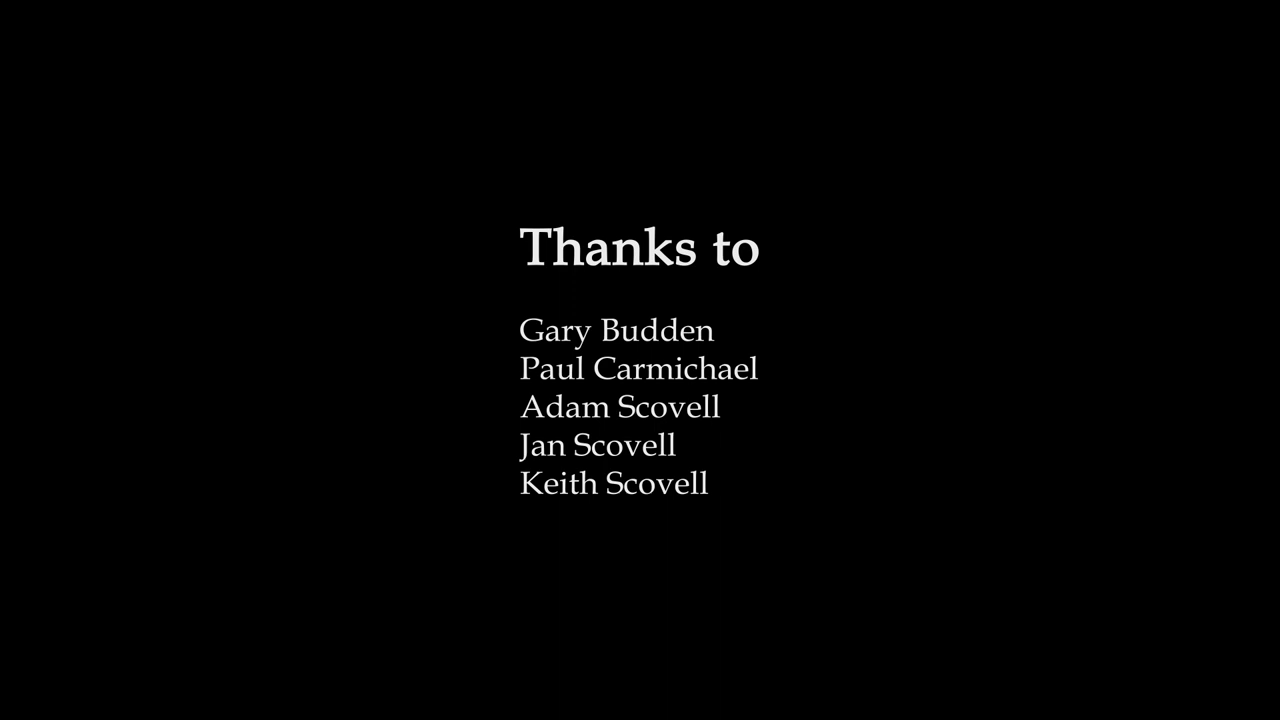 Thanks to
Gary Budden
Paul Carmichael
Adam Scovell
Jan Scovell
Keith Scovell